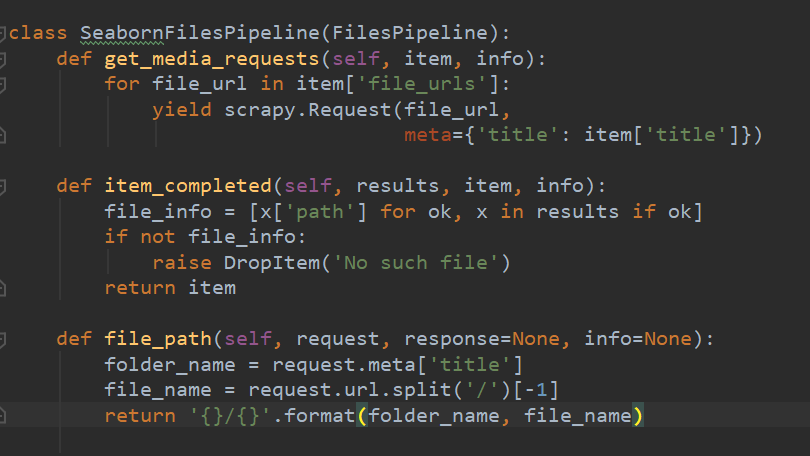 class SeabornFilesPipeline(FilesPipeline):
    def get_media_requests(self, item, info):
        for file_url in item['file_urls']:
            yield scrapy.Request(file_url,
                                 meta={'title': item['title']})

    def item_completed(self, results, item, info):
        file_info = [x['path'] for ok, x in results if ok]
        if not file_info:
            raise DropItem('No such file')
        return item

    def file_path(self, request, response=None, info=None):
        folder_name = request.meta['title']
        file_name = request.url.split('/')[-1]
        return '{}/{}'.format(folder_name, file_name)